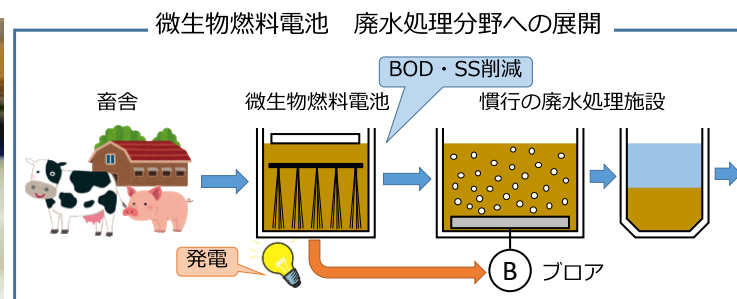 微生物燃料電池　廃水処理分野への展開
BOD・SS削減
畜舎
微生物燃料電池
慣行の廃水処理施設
発電
B
ブロア